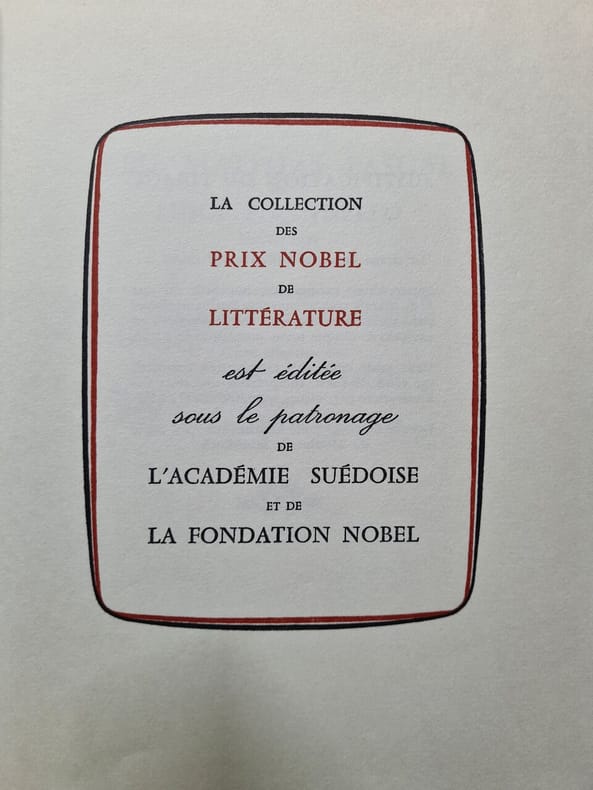 LA COLLECTION
DES
PRIX NOBEL
DE
LITTÉRATURE
est éditée
sous le patronage
DE
L'ACADÉMIE SUÉDOISE
ET DE
LA FONDATION NOBEL